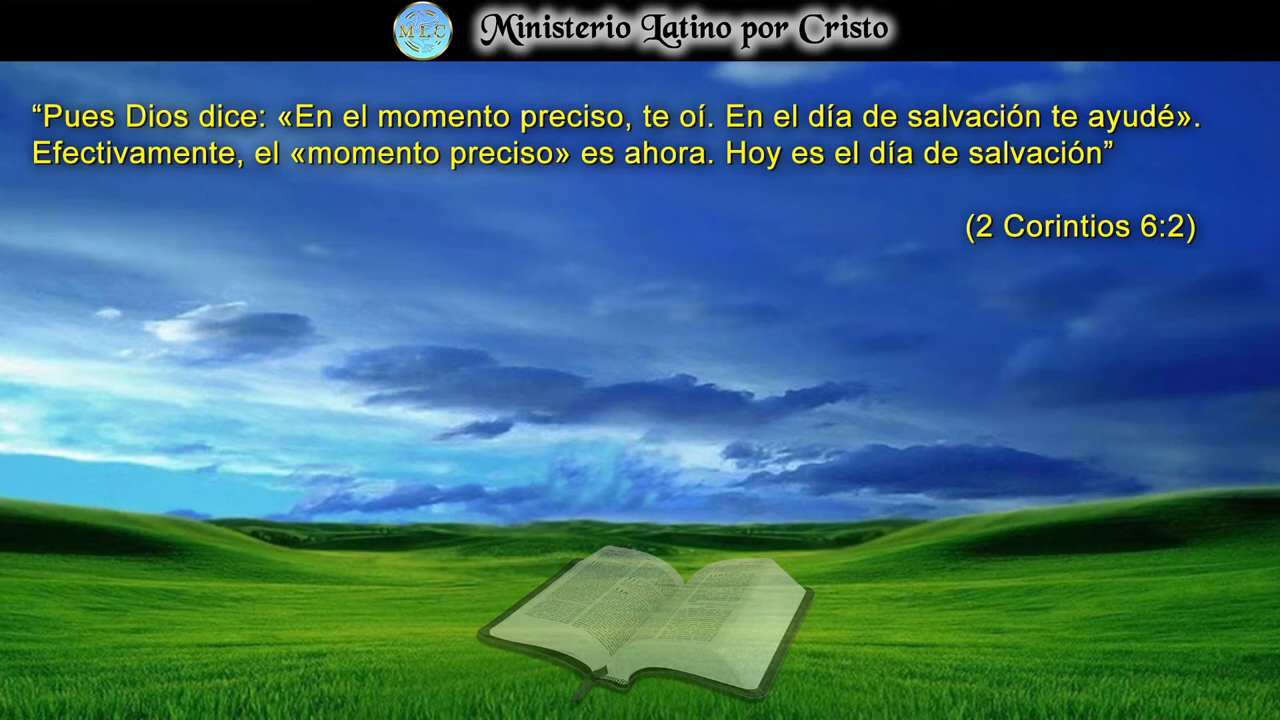 MLC
Ministerio Latino por Cristo
“Pues Dios dice: «En el momento preciso, te oí. En el día de salvación te ayudé».
Efectivamente, el «momento preciso» es ahora. Hoy es el día de salvación”
(2 Corintios 6:2)